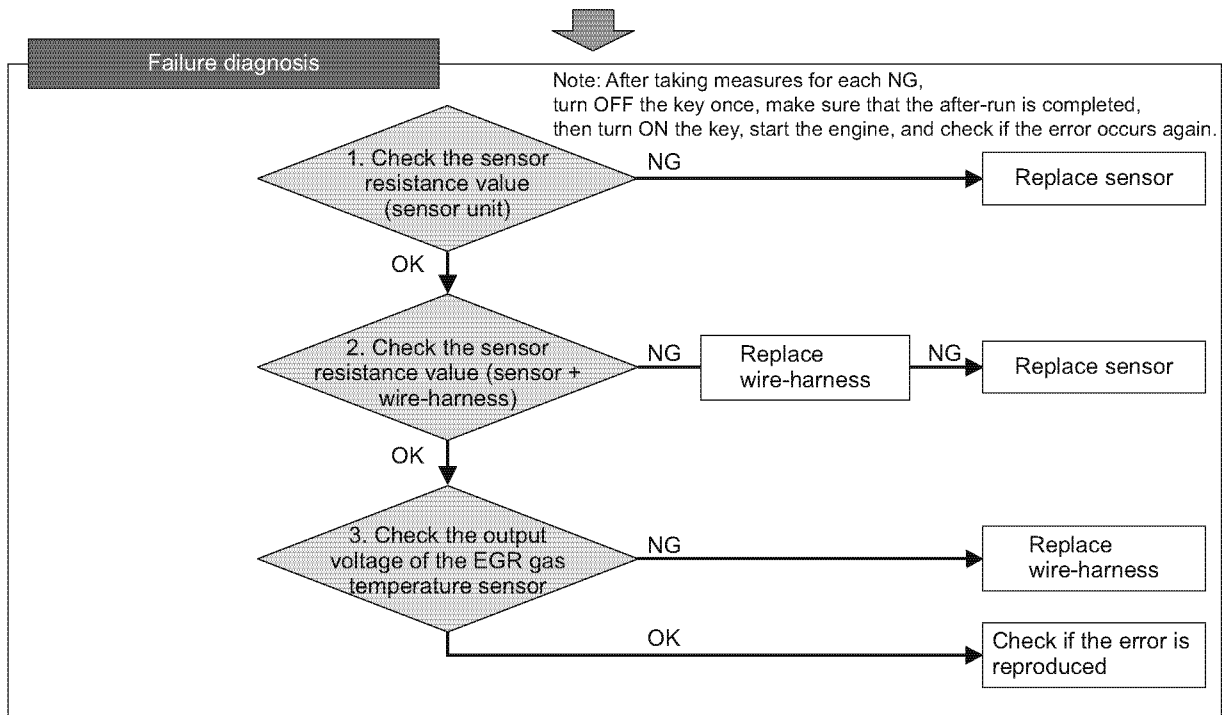 Failure diagnosis
Note: After taking measures for each NG,
turn OFF the key once, make sure that the after-run is completed,
then turn ON the key, start the engine, and check if the error occurs again.
1. Check the sensor
resistance value
(sensor unit)
NG
Replace sensor
OK
2. Check the sensor
resistance value (sensor +
wire-harness)
NG
Replace
wire-harness
NG
Replace sensor
OK
3. Check the output
voltage of the EGR gas
temperature sensor
NG
Replace
wire-harness
OK
Check if the error is
reproduced